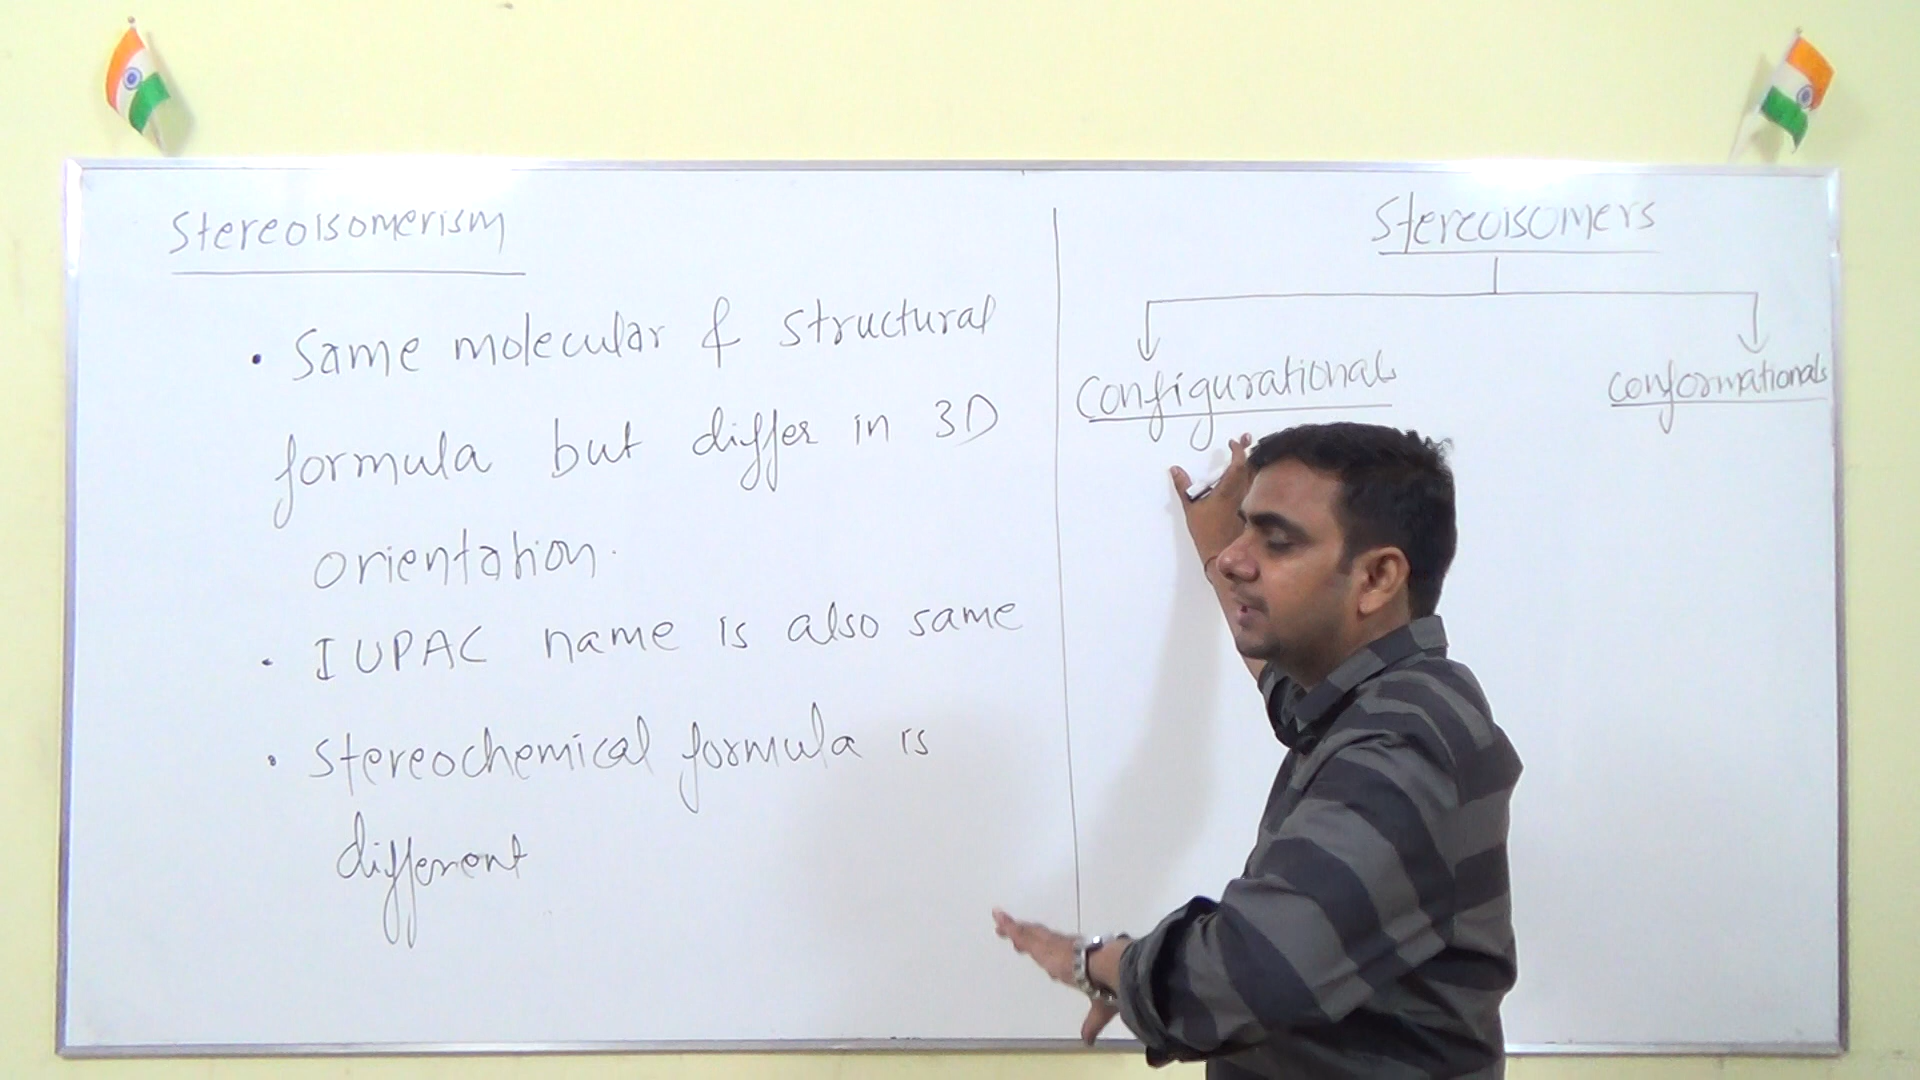 Stereoisomerism
• Same molecular & structural
formula but differ in 3D
orientation.
• IUPAC name is also same
• Stereochemical formula is
different
Stereoisomers
Configurationals
Conformationals